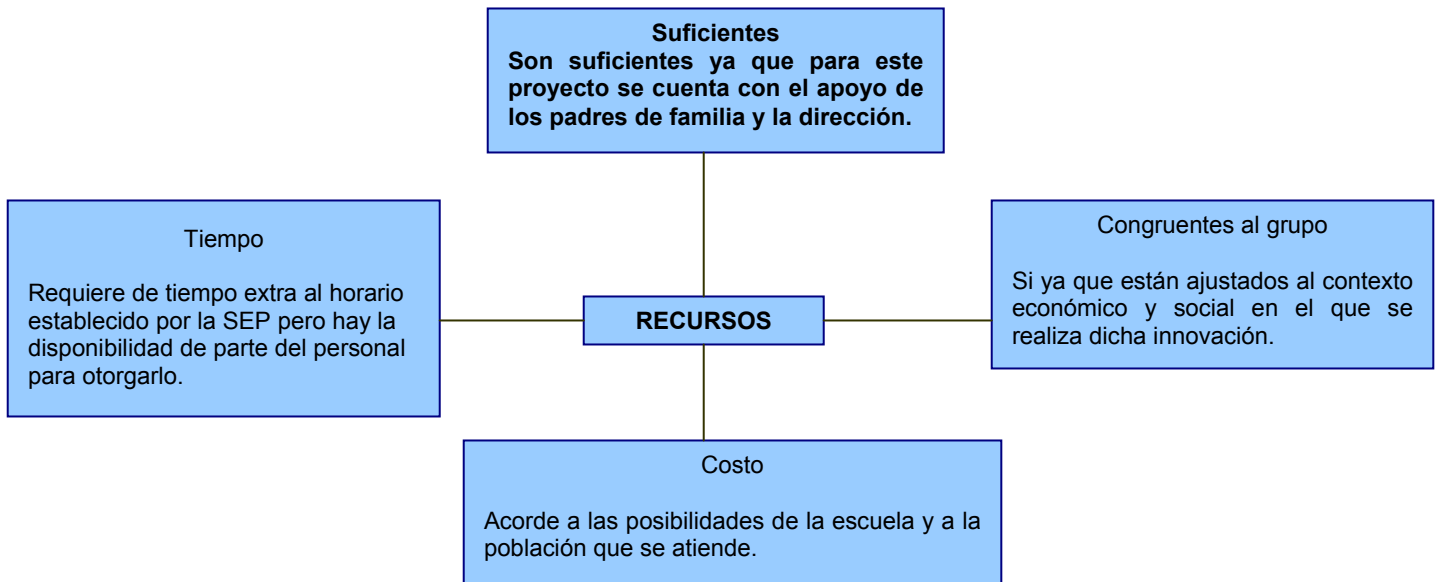 Suficientes
Son suficientes ya que para este
proyecto se cuenta con el apoyo de
los padres de familia y la dirección.
Tiempo
Requiere de tiempo extra al horario
establecido por la SEP pero hay la
disponibilidad de parte del personal
para otorgarlo.
RECURSOS
Congruentes al grupo
Si ya que están ajustados al contexto
económico y social en el que se
realiza dicha innovación.
Costo
Acorde a las posibilidades de la escuela y a la
población que se atiende.